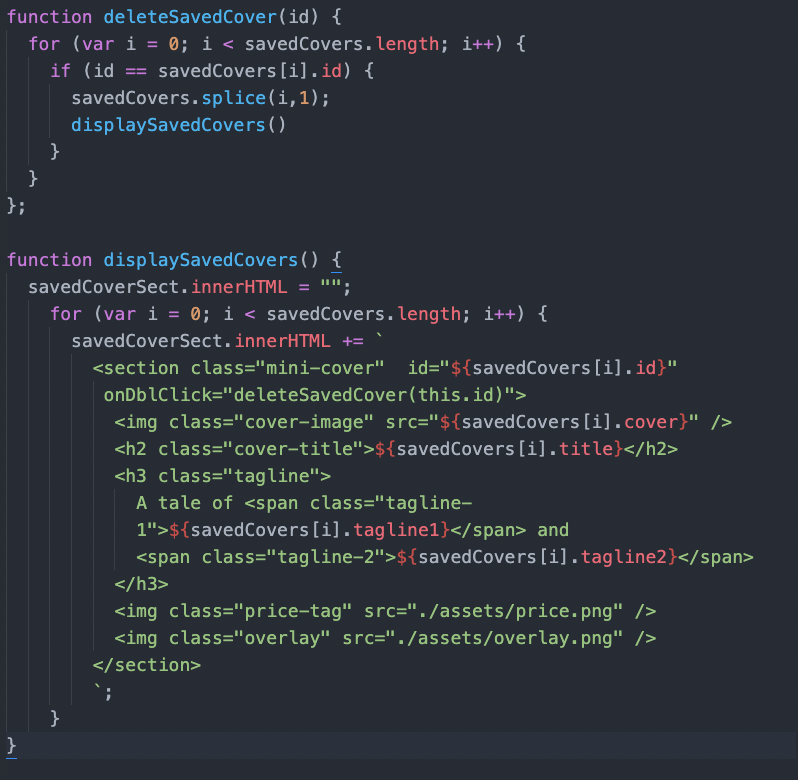 function deleteSavedCover(id) {
  for (var i = 0; i < savedCovers.length; i++) {
    if (id == savedCovers[i].id) {
      savedCovers.splice(i,1);
      displaySavedCovers()
    }
  }
};

function displaySavedCovers() {
  savedCoverSect.innerHTML = "";
    for (var i = 0; i < savedCovers.length; i++) {
      savedCoverSect.innerHTML += `
        <section class="mini-cover"  id="${savedCovers[i].id}"
         onDblClick="deleteSavedCover(this.id)">
          <img class="cover-image" src="${savedCovers[i].cover}" />
          <h2 class="cover-title">${savedCovers[i].title}</h2>
          <h3 class="tagline">
            A tale of <span class="tagline-
            1">${savedCovers[i].tagline1}</span> and
            <span class="tagline-2">${savedCovers[i].tagline2}</span>
          </h3>
          <img class="price-tag" src="./assets/price.png" />
          <img class="overlay" src="./assets/overlay.png" />
        </section>
        `;
    }
}